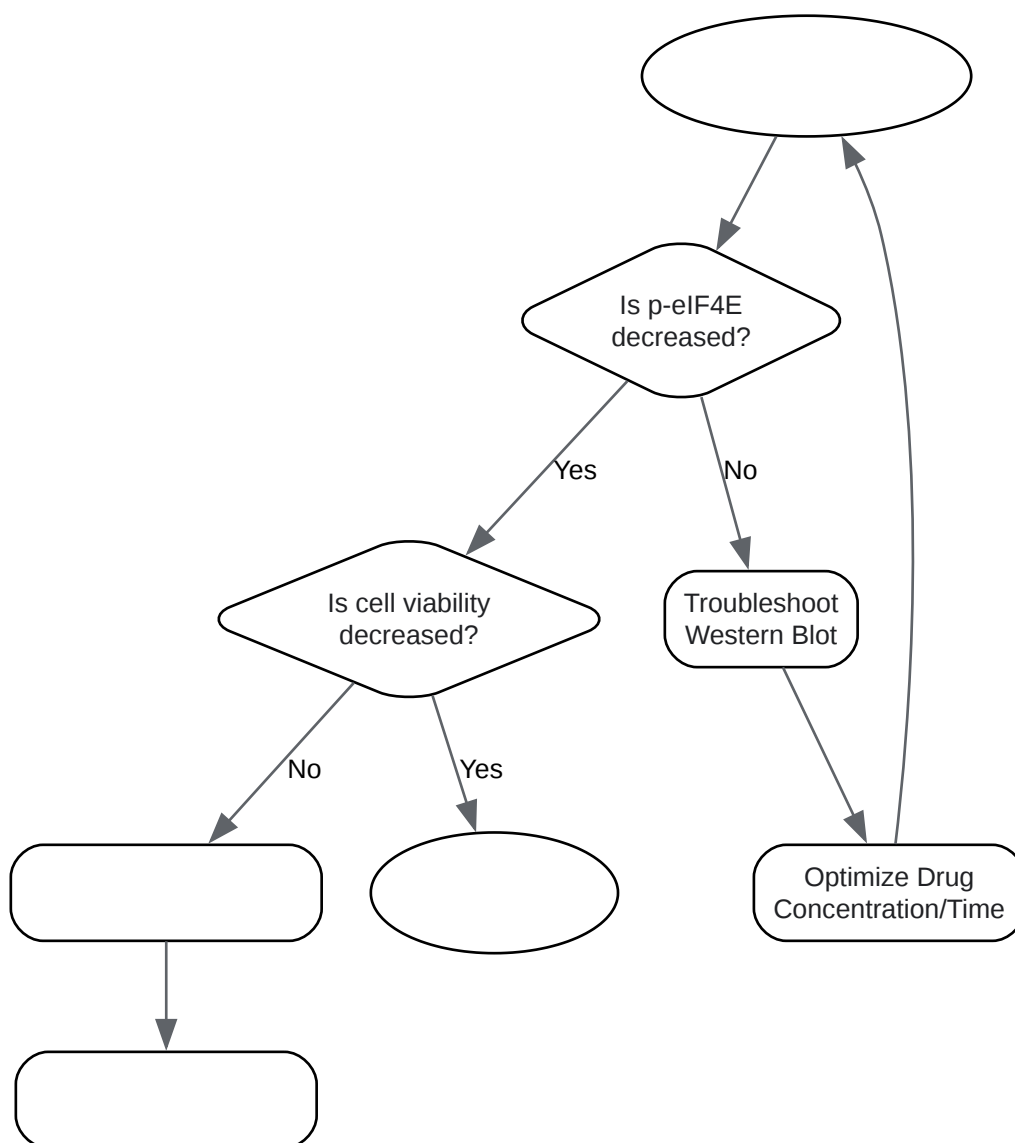 Is p-eIF4E
decreased?
Yes
No
Is cell viability
decreased?
Troubleshoot
Western Blot
No
Yes
Optimize Drug
Concentration/Time